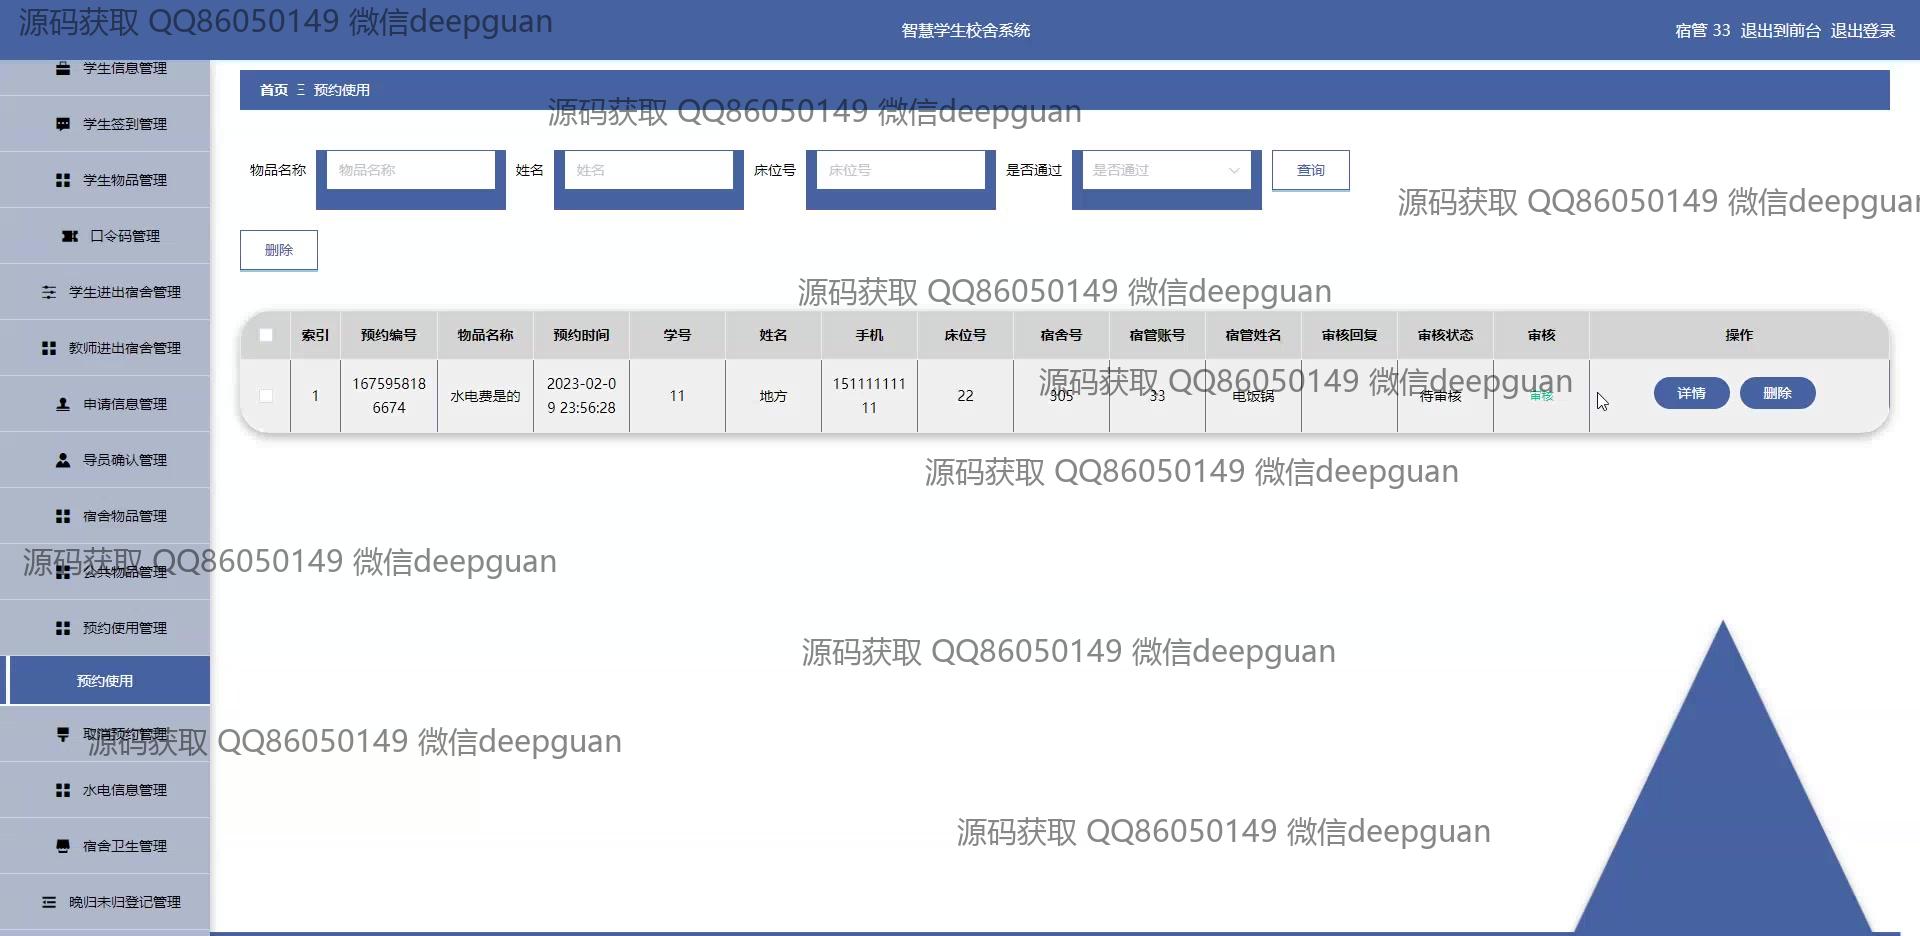 源码获取 QQ86050149 微信deepguan
智慧学生校舍系统
宿管 33 退出到前台 退出登录
学生信息管理
学生签到管理
学生物品管理
口令码管理
学生进出宿舍管理
教师进出宿舍管理
申请信息管理
导员确认管理
宿舍物品管理
公共物品管理
预约使用管理
预约使用
取消预约管理
水电信息管理
宿舍卫生管理
晚归未归登记管理
首页 Ξ 预约使用
源码获取 QQ86050149 微信deepguan
物品名称 物品名称 姓名 姓名 床位号 床位号 是否通过 是否通过 查询
源码获取 QQ86050149 微信deepguan
删除
源码获取 QQ86050149 微信deepguan
索引 预约编号 物品名称 预约时间 学号 姓名 手机 床位号 宿舍号 宿管账号 宿管姓名 审核回复 审核状态 审核 操作
1 167595818 水电费是的 2023-02-0 11 地方 151111111 22 305 33 电饭锅 待审核 审核 详情 删除
6674 9 23:56:28 11
源码获取 QQ86050149 微信deepguan
源码获取 QQ86050149 微信deepguan
源码获取 QQ86050149 微信deepguan
源码获取 QQ86050149 微信deepguan
源码获取 QQ86050149 微信deepguan
源码获取 QQ86050149 微信deepguan